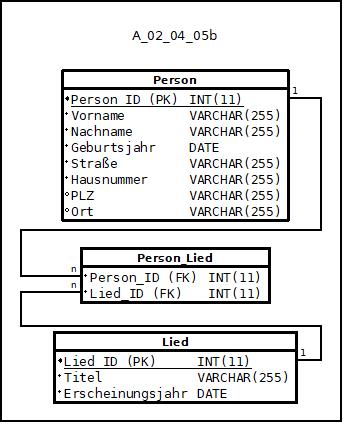 A_02_04_05b
Person
Person_ID (PK) INT(11)
1
Vorname VARCHAR(255)
Nachname VARCHAR(255)
Geburtsjahr DATE
Straße VARCHAR(255)
Hausnummer VARCHAR(255)
PLZ VARCHAR(255)
Ort VARCHAR(255)
Person_Lied
n
Person_ID (FK) INT(11)
n
Lied_ID (FK) INT(11)
Lied
1
Lied_ID (PK) INT(11)
Titel VARCHAR(255)
Erscheinungsjahr DATE